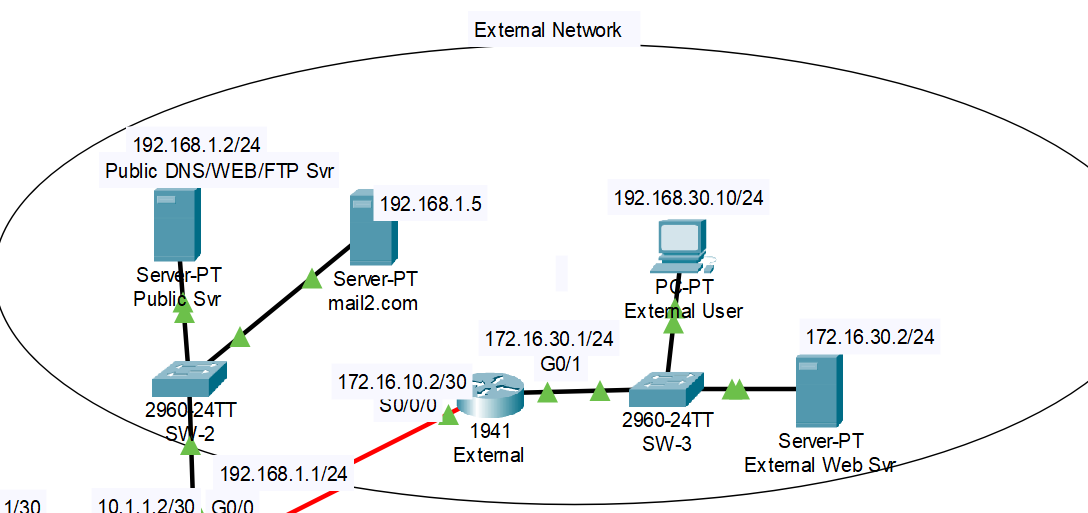 External Network
192.168.1.2/24
Public DNS/WEB/FTP Svr
Server-PT
Public Svr
192.168.1.5
Server-PT
mail2.com
192.168.30.10/24
PC-PT
External User
172.16.30.1/24
G0/1
172.16.30.2/24
172.16.10.2/30
S0/0/0
1941
External
2960-24TT
SW-2
2960-24TT
SW-3
Server-PT
External Web Svr
192.168.1.1/24
1/30
10.1.1.2/30
G0/0